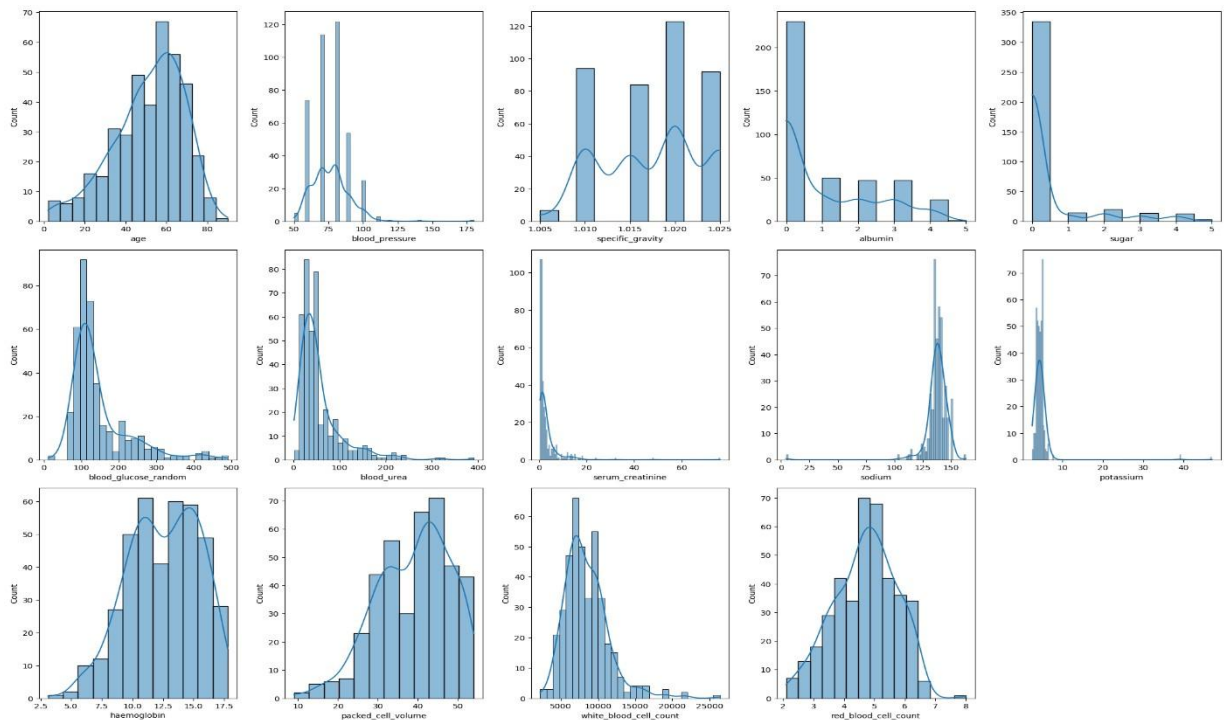 Count
70
60
50
40
30
20
10
0
0 20 40 60 80
age
Count
120
100
80
60
40
20
0
50 75 100 125 150 175
blood_pressure
Count
120
100
80
60
40
20
0
1.005 1.010 1.015 1.020 1.025
specific_gravity
Count
200
150
100
50
0
0 1 2 3 4 5
albumin
Count
350
300
250
200
150
100
50
0
0 1 2 3 4 5
sugar
Count
80
60
40
20
0
0 100 200 300 400 500
blood_glucose_random
Count
80
70
60
50
40
30
20
10
0
0 100 200 300 400
blood_urea
Count
100
80
60
40
20
0
0 20 40 60
serum_creatinine
Count
70
60
50
40
30
20
10
0
0 25 50 75 100 125 150
sodium
Count
70
60
50
40
30
20
10
0
10 20 30 40
potassium
Count
60
50
40
30
20
10
0
2.5 5.0 7.5 10.0 12.5 15.0 17.5
haemoglobin
Count
70
60
50
40
30
20
10
0
10 20 30 40 50
packed_cell_volume
Count
60
50
40
30
20
10
0
5000 10000 15000 20000 25000
white_blood_cell_count
Count
70
60
50
40
30
20
10
0
2 3 4 5 6 7 8
red_blood_cell_count